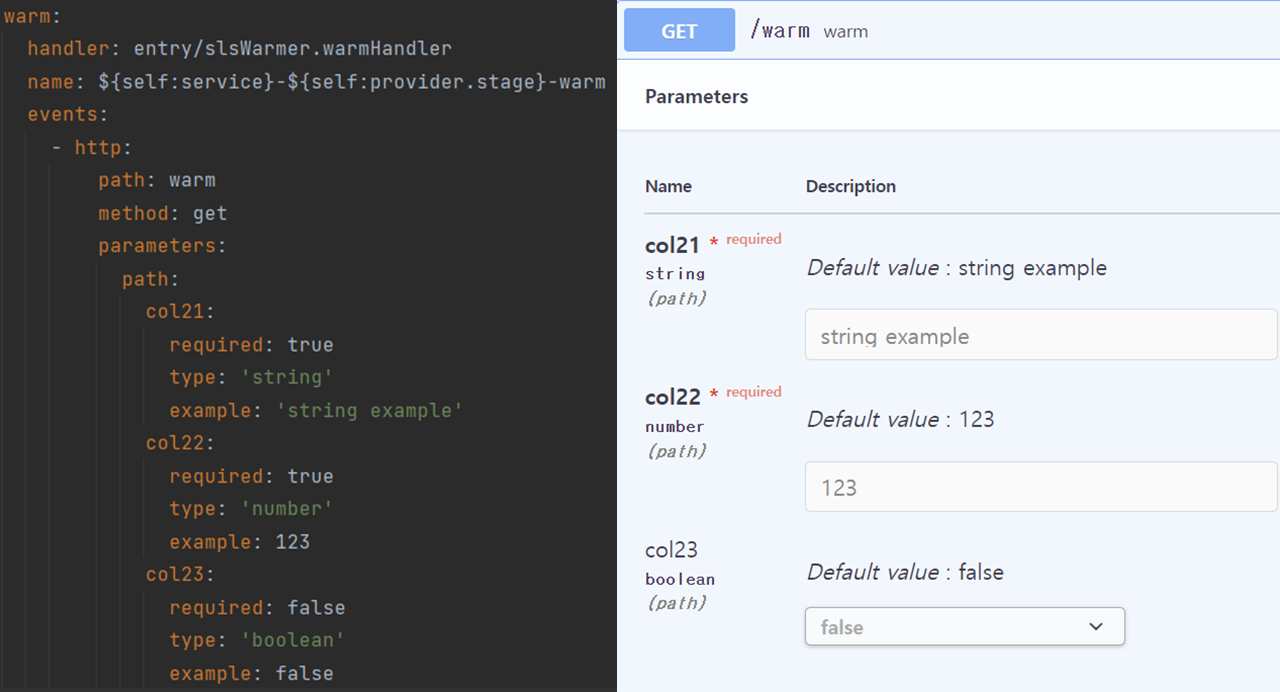 warm:
handler: entry/slsWarmer.warmHandler
name: ${self:service}-${self:provider.stage}-warm
events:
- http:
path: warm
method: get
parameters:
path:
col21:
required: true
type: 'string'
example: 'string example'
col22:
required: true
type: 'number'
example: 123
col23:
required: false
type: 'boolean'
example: false
GET /warm warm
Parameters
Name Description
col21 * required
string
(path)
Default value : string example
string example
col22 * required
number
(path)
Default value : 123
123
col23
boolean
(path)
Default value : false
false